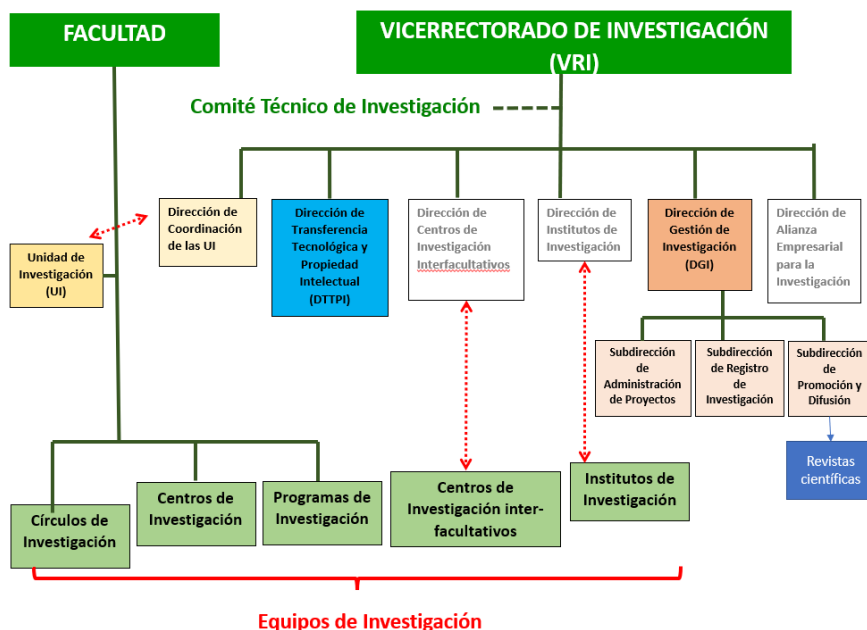 FACULTAD
VICERRECTORADO DE INVESTIGACIÓN
(VRI)
Comité Técnico de Investigación
Dirección de
Coordinación
de las UI
Dirección de
Transferencia
Tecnológica y
Propiedad
Intelectual
(DTTPI)
Dirección de
Centros de
Investigación
Interfacultativos
Dirección de
Institutos de
Investigación
Dirección de
Gestión de
Investigación
(DGI)
Dirección de
Alianza
Empresarial
para la
Investigación
Unidad de
Investigación
(UI)
Subdirección
de
Administración
de Proyectos
Subdirección
de Registro
de
Investigación
Subdirección
de
Promoción y
Difusión
Revistas
científicas
Círculos de
Investigación
Centros de
Investigación
Programas de
Investigación
Centros de
Investigación inter-
facultativos
Institutos de
Investigación
Equipos de Investigación